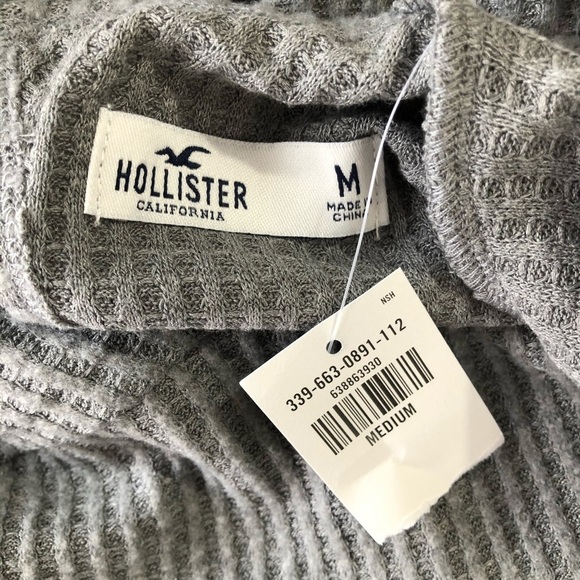 HOLLISTER
CALIFORNIA
M
MADE IN
CHINA
NSH
339-663-0891-112
638863930
MEDIUM